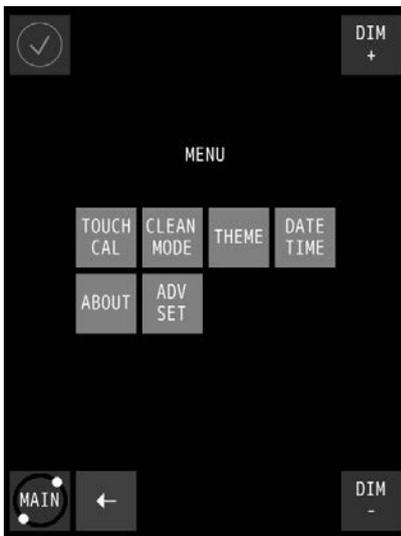 DIM
+
MENU
TOUCH
CAL
CLEAN
MODE
THEME
DATE
TIME
ABOUT
ADV
SET
MAIN
DIM
-